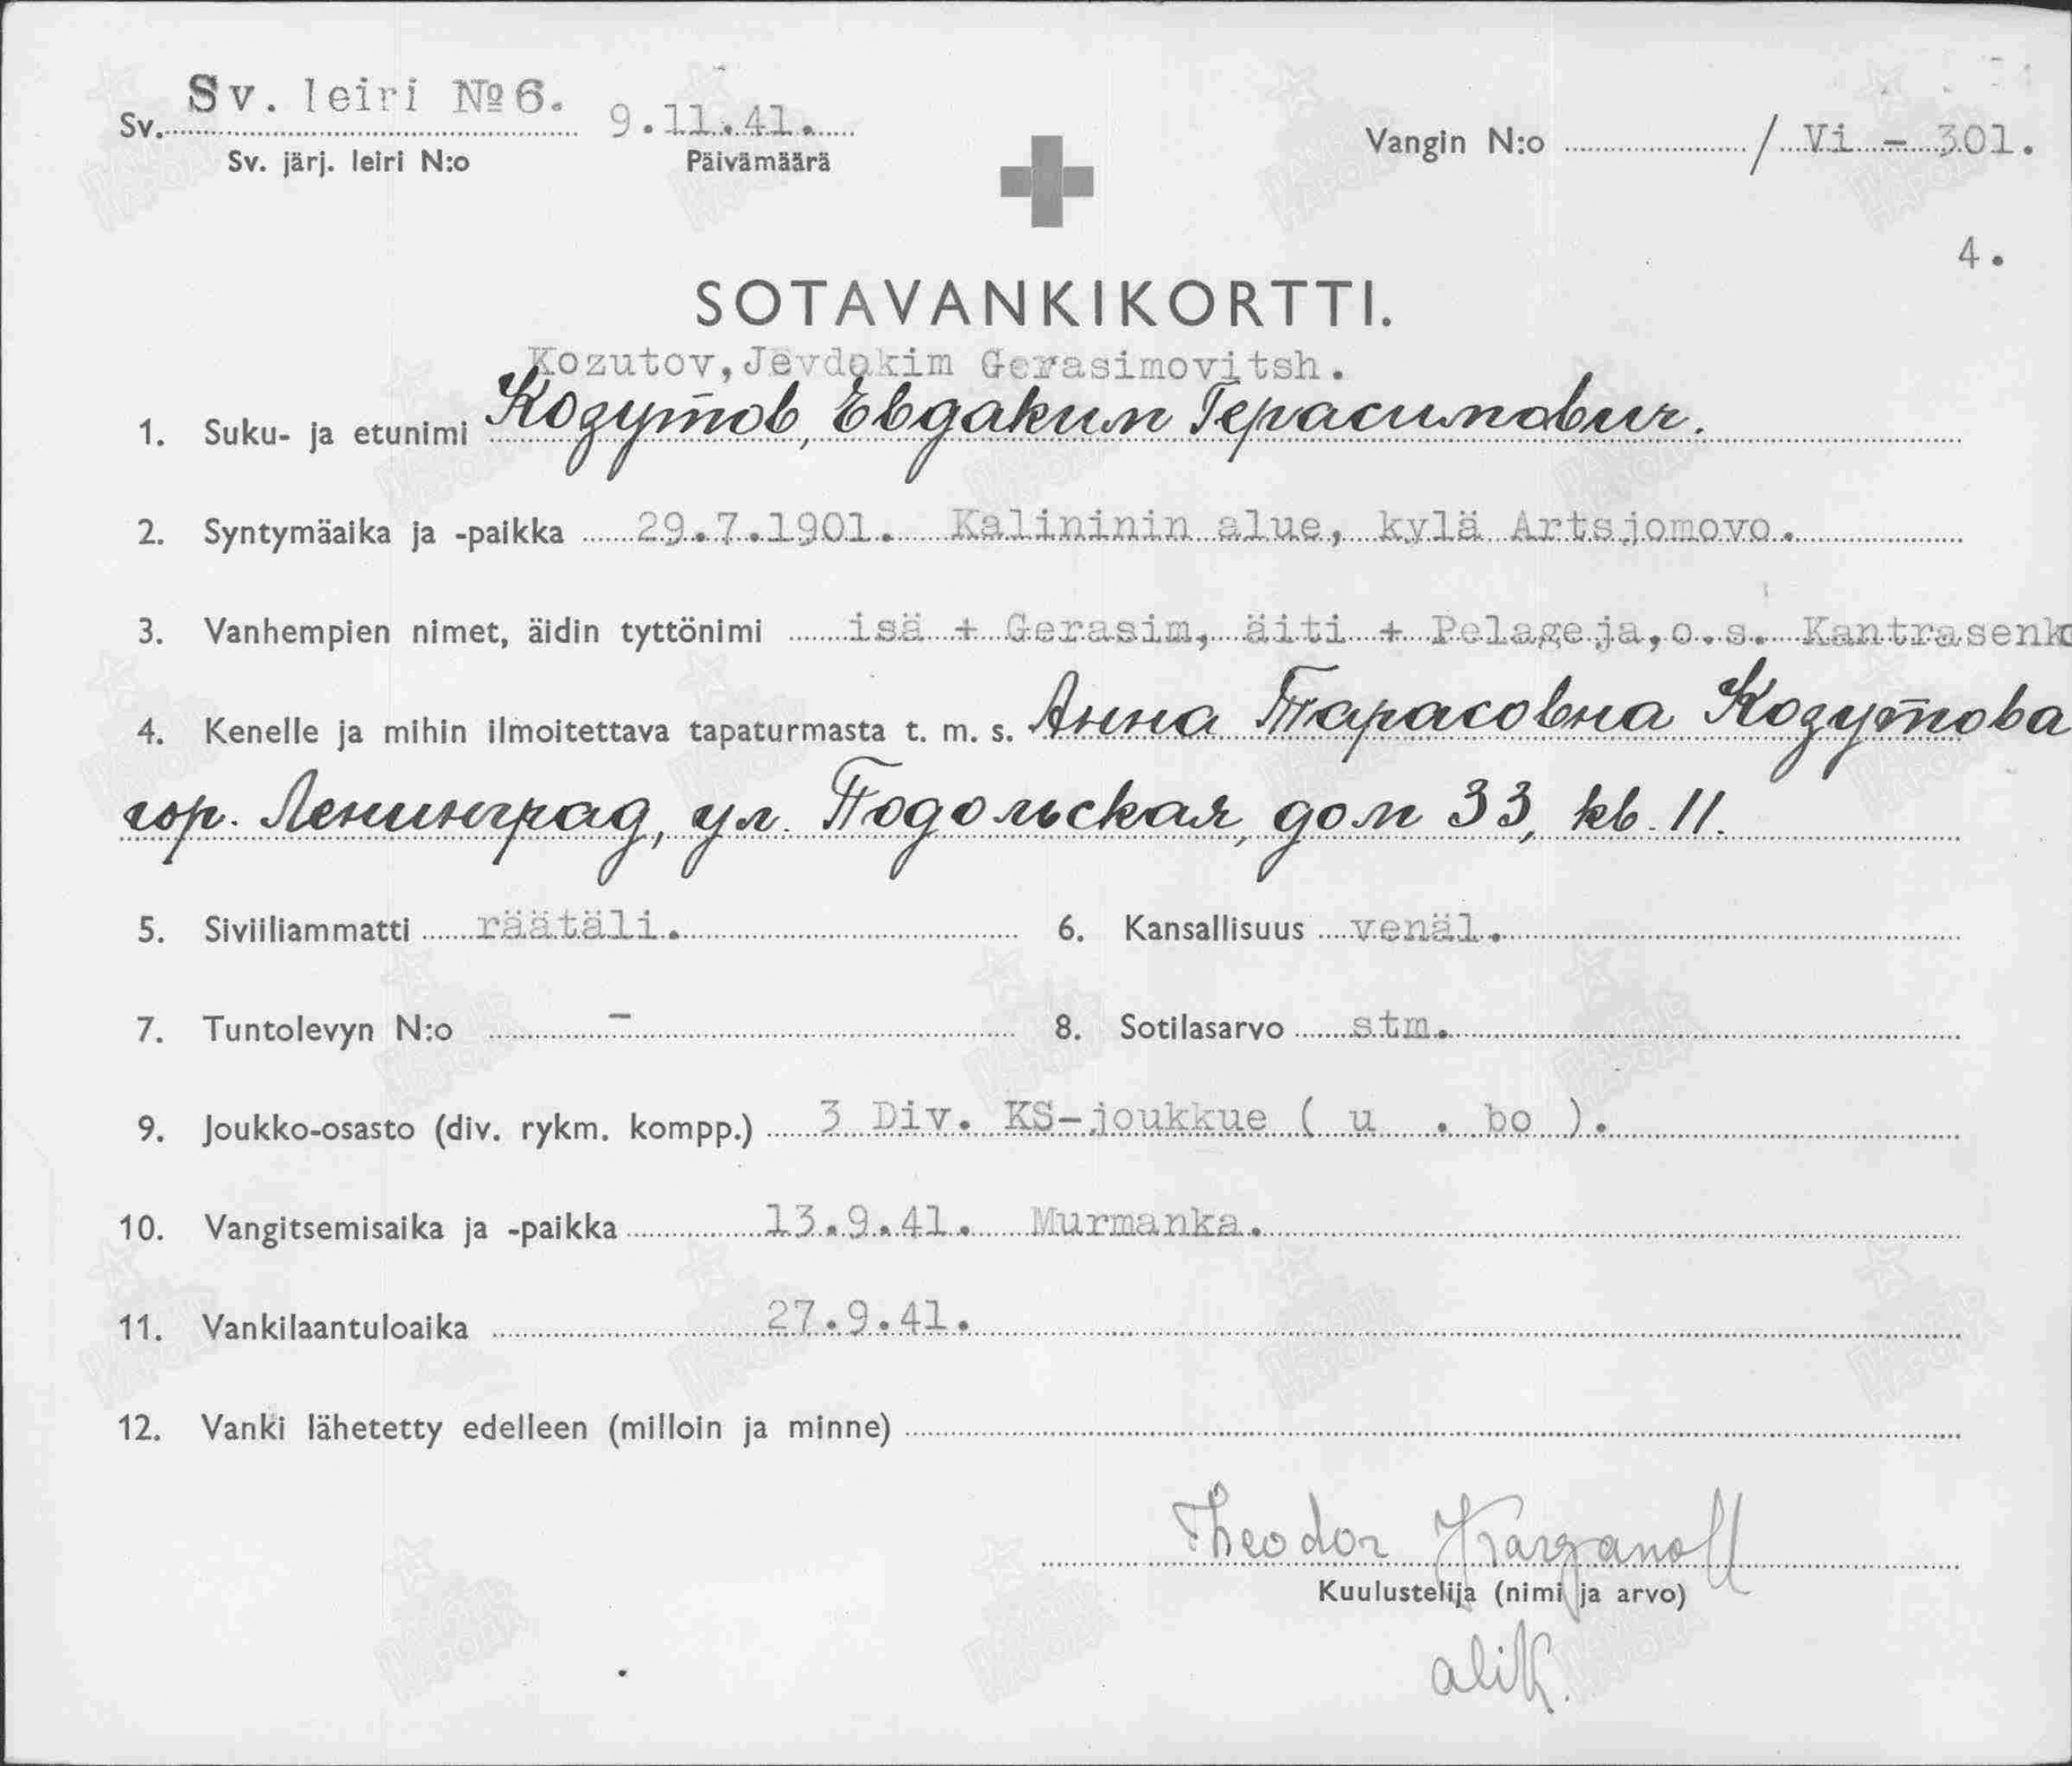 Sv. leiri № 6.
Sv. 9.11.41. Vangin N:o / Vi - 301.
Sv. järj. leiri N:o Päivämäärä
4.
SOTAVANKIKORTTI.
Kozutov, Jevdakim Gerasimovitsh.
1. Suku- ja etunimi Козутов, Евдаким Герасимович.
2. Syntymäaika ja -paikka 29.7.1901. Kalininin alue, kylä Artsjomovo.
3. Vanhempien nimet, äidin tyttönimi isä + Gerasim, äiti + Pelageja, o.s. Kantrasenk
4. Kenelle ja mihin ilmoitettava tapaturmasta t. m. s. Анна Тарасовна Козутова
гор. Ленинград, ул. Подольская, дом 33, кв. 11.
5. Siviiliammatti räätäli. 6. Kansallisuus venäl.
7. Tuntolevyn N:o - 8. Sotilasarvo stm.
9. Joukko-osasto (div. rykm. kompp.) 3 Div. KS-joukkue ( u . bo ).
10. Vangitsemisaika ja -paikka 13.9.41. Murmanka.
11. Vankilaantuloaika 27.9.41.
12. Vanki lähetetty edelleen (milloin ja minne)
Theodor Karganoff
Kuulustelija (nimi ja arvo)
alik.